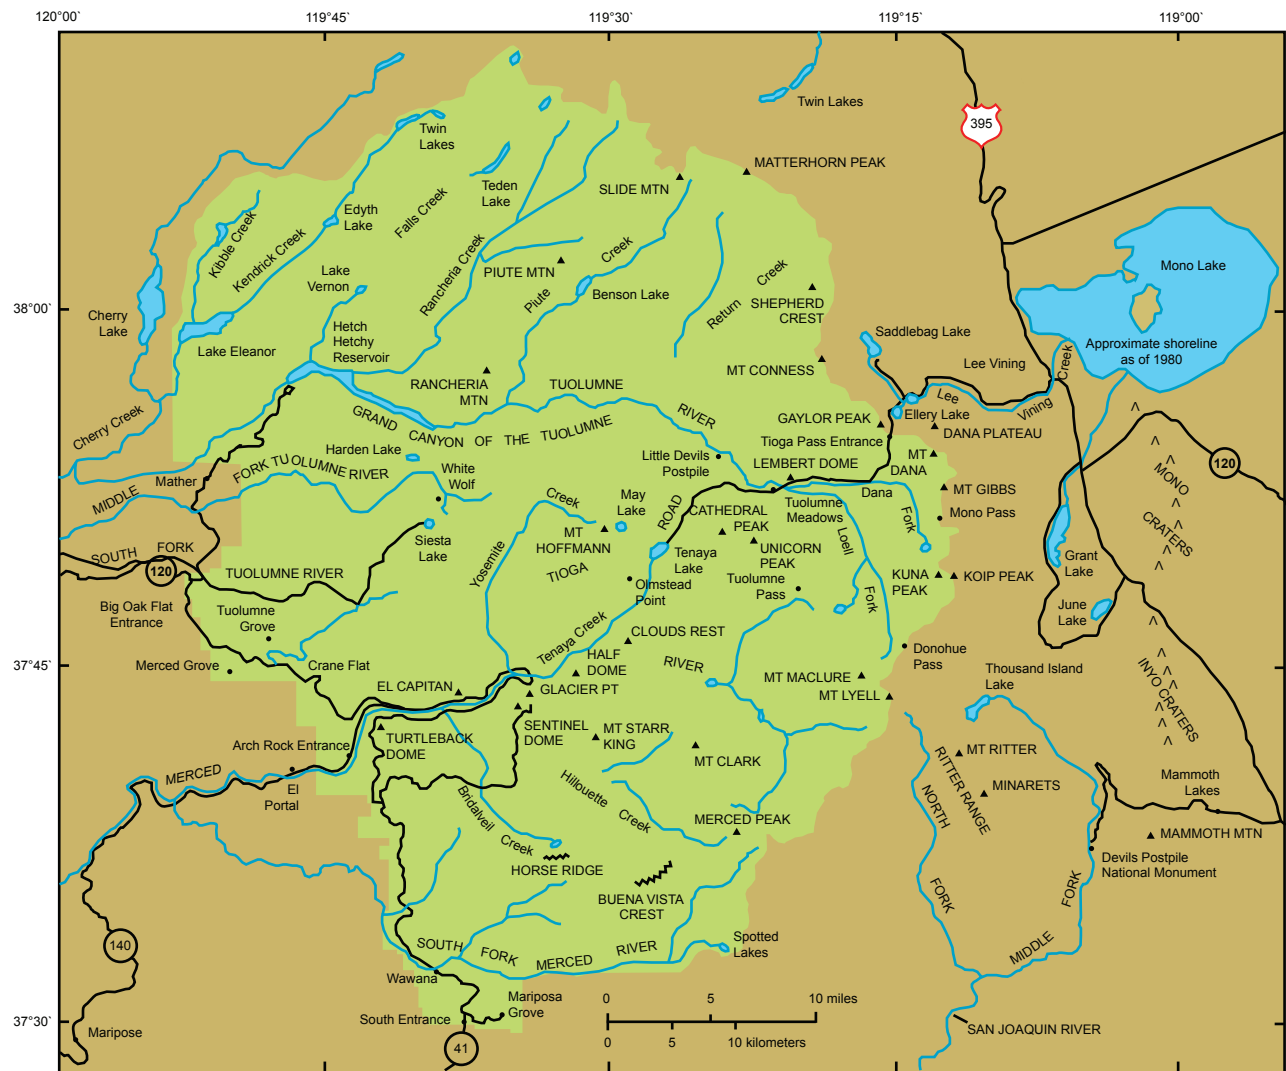 120°00`
119°45`
119°30`
119°15`
119°00`
Twin Lakes
395
Twin
Lakes
MATTERHORN PEAK
SLIDE MTN
Teden
Lake
Edyth
Lake
Falls Creek
Kibble Creek
Kendrick Creek
Rancheria Creek
Creek
Piute
PIUTE MTN
Benson Lake
Return
Creek
Mono Lake
Lake
Vernon
SHEPHERD
CREST
38°00`
Cherry
Lake
Hetch
Hetchy
Reservoir
Lake Eleanor
Saddlebag Lake
Approximate shoreline
as of 1980
Lee Vining
Creek
MT CONNESS
RANCHERIA
MTN
TUOLUMNE
RIVER
Lee
Vining
Ellery Lake
GAYLOR PEAK
DANA PLATEAU
Cherry Creek
GRAND
CANYON
OF
THE
TUOLUMNE
Tioga Pass Entrance
Harden Lake
Little Devils
Postpile
LEMBERT DOME
MT
DANA
120
MONO
CRATERS
FORK TUOLUMNE RIVER
Mather
MIDDLE
White
Wolf
Dana
Fork
MT GIBBS
Mono Pass
Creek
May
Lake
ROAD
CATHEDRAL
PEAK
Tuolumne
Meadows
MT
HOFFMANN
Siesta
Lake
Loell
Fork
UNICORN
PEAK
Tenaya
Lake
Grant
Lake
SOUTH
FORK
120
TUOLUMNE RIVER
Yosemite
TIOGA
Olmstead
Point
Tuolumne
Pass
KUNA
PEAK
KOIP PEAK
Big Oak Flat
Entrance
Tuolumne
Grove
June
Lake
CLOUDS REST
Tenaya Creek
37°45`
Merced Grove
Crane Flat
HALF
DOME
RIVER
Donohue
Pass
INYO CRATERS
EL CAPITAN
GLACIER PT
MT MACLURE
MT LYELL
Thousand Island
Lake
Arch Rock Entrance
TURTLEBACK
DOME
SENTINEL
DOME
MT STARR
KING
MT CLARK
MT RITTER
RITTER RANGE
MINARETS
MERCED
El
Portal
Bridalveil
Creek
Hillouette
Creek
NORTH
FORK
Mammoth
Lakes
MERCED PEAK
MAMMOTH MTN
Devils Postpile
National Monument
HORSE RIDGE
BUENA VISTA
CREST
FORK
MIDDLE
140
SOUTH
FORK
MERCED
RIVER
Spotted
Lakes
Wawana
Mariposa
Grove
0 5 10 miles
0 5 10 kilometers
37°30`
Maripose
South Entrance
41
SAN JOAQUIN RIVER